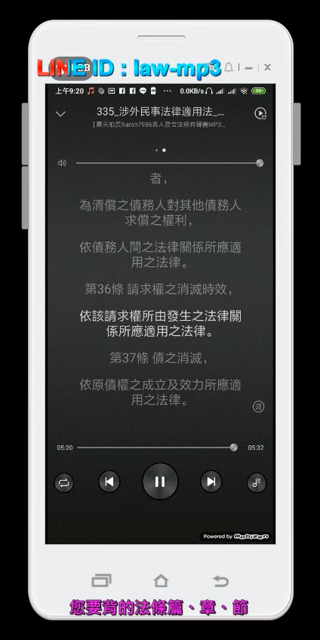 LINE ID : law-mp3
上午9:20
0.0KB/s
335_涉外民事法律適用法_...
者，
為清償之債務人對其他債務人
求償之權利，
依債務人間之法律關係所應適
用之法律。
第36條 請求權之消滅時效，
依該請求權所由發生之法律關
係所應適用之法律。
第37條 債之消滅，
依原債權之成立及效力所應適
用之法律。
詞
05:20
05:32
Powered by
您要背的法條篇、章、節